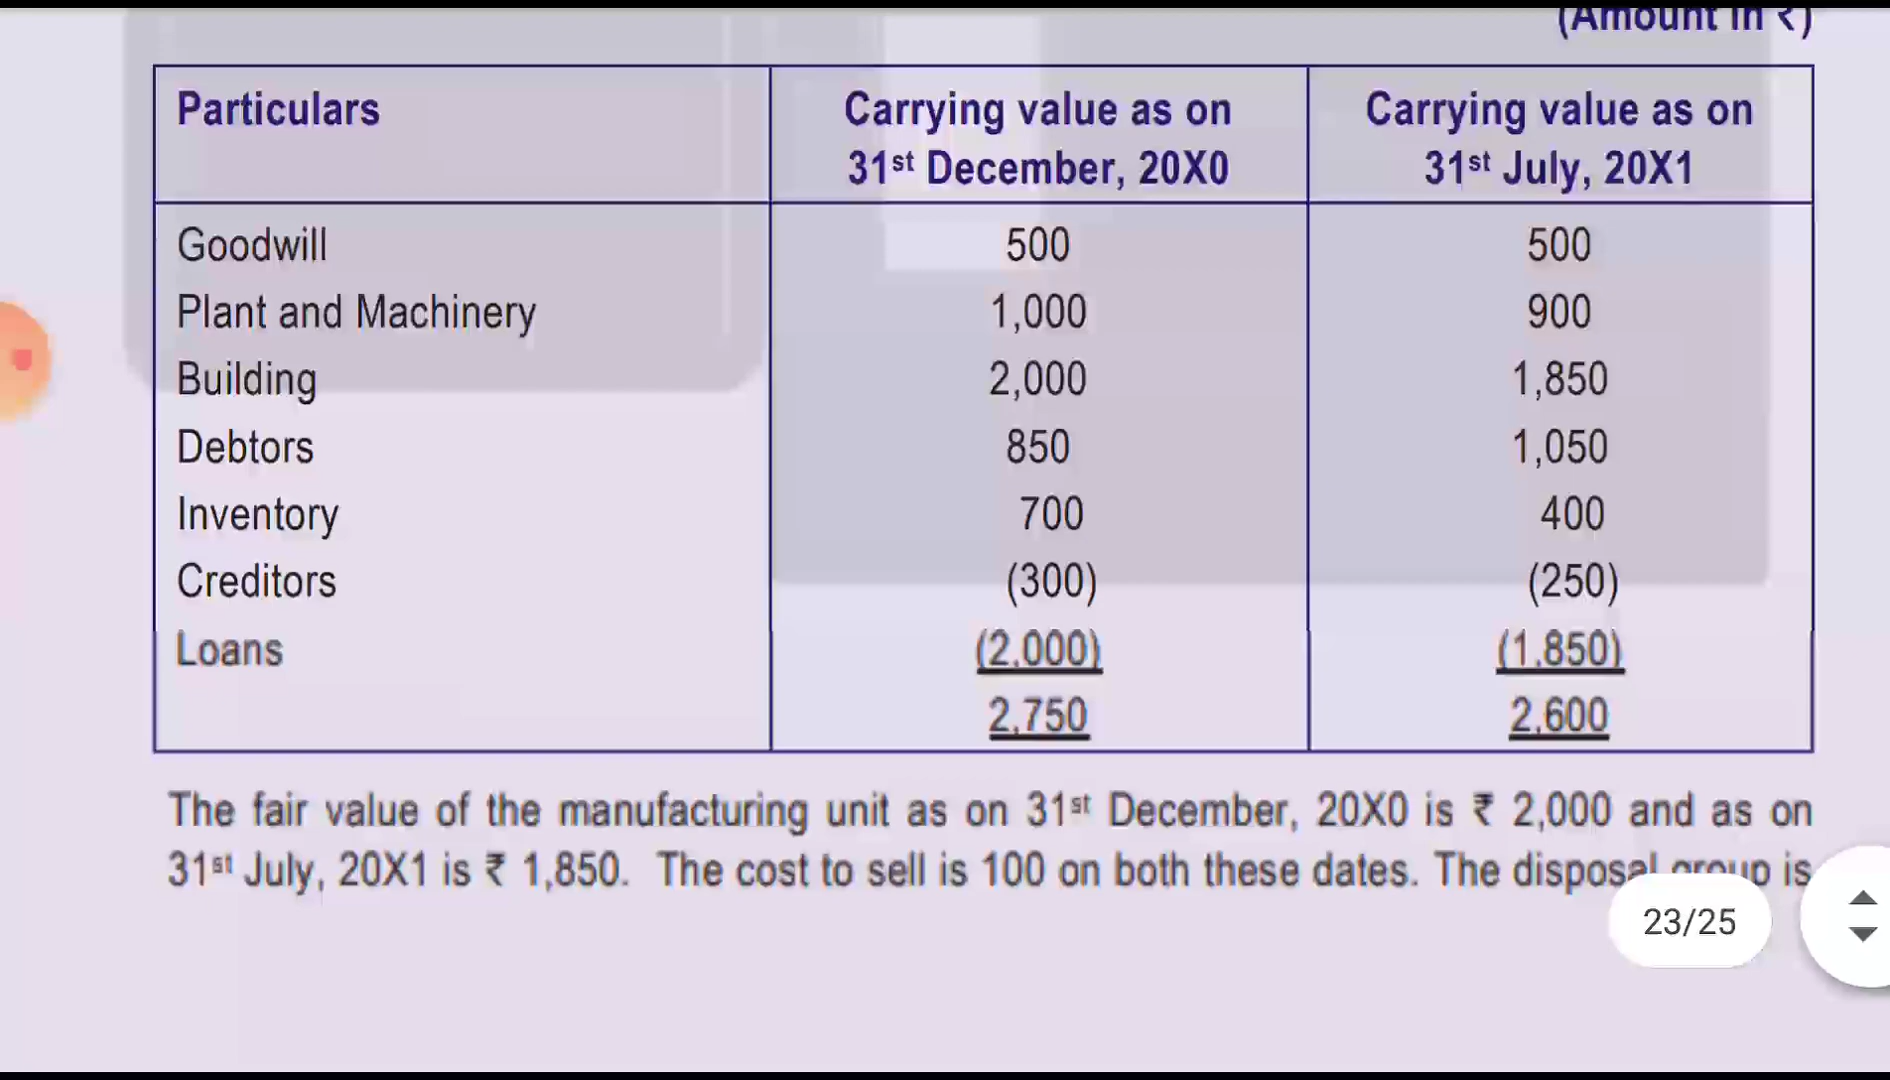 (Amount in ₹)
Particulars Carrying value as on 31st December, 20X0 Carrying value as on 31st July, 20X1
Goodwill 500 500
Plant and Machinery 1,000 900
Building 2,000 1,850
Debtors 850 1,050
Inventory 700 400
Creditors (300) (250)
Loans (2,000) (1,850)
2,750 2,600
The fair value of the manufacturing unit as on 31st December, 20X0 is ₹ 2,000 and as on
31st July, 20X1 is ₹ 1,850. The cost to sell is 100 on both these dates. The disposal group is
23/25